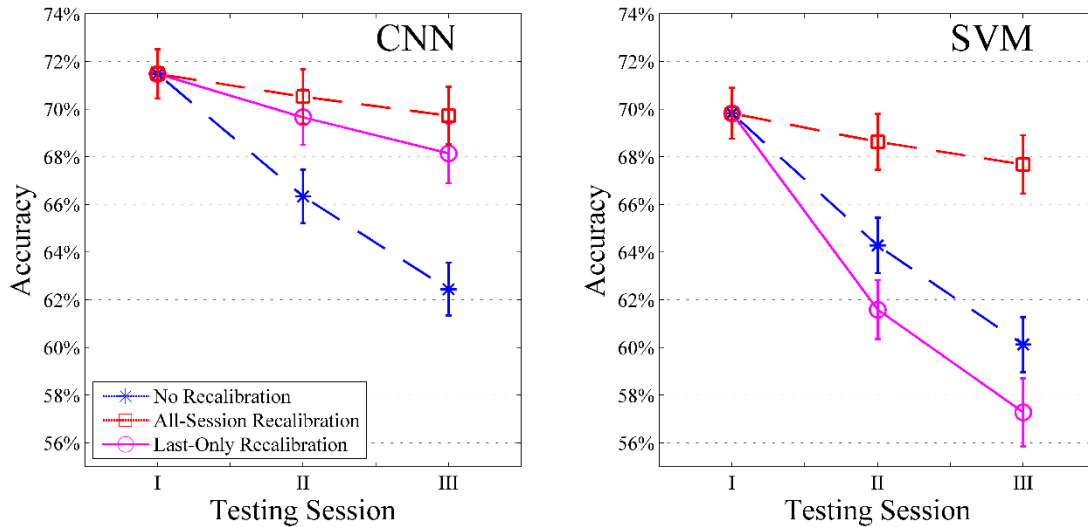 CNN
74%
72%
70%
68%
66%
64%
62%
60%
58%
56%
Accuracy
No Recalibration
All-Session Recalibration
Last-Only Recalibration
I
II
III
Testing Session
SVM
74%
72%
70%
68%
66%
64%
62%
60%
58%
56%
Accuracy
I
II
III
Testing Session